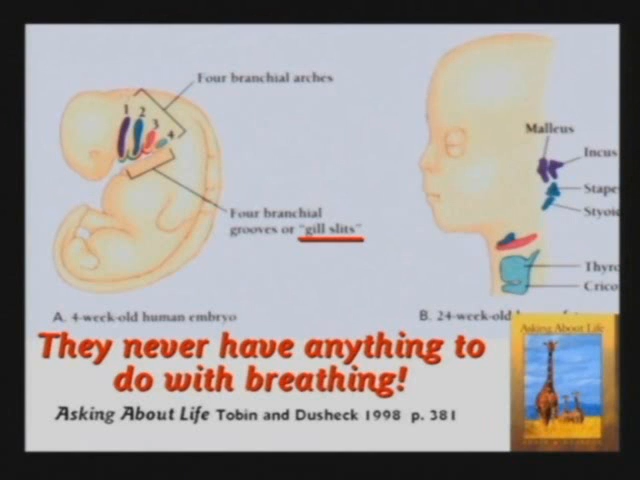 Four branchial arches
1 2 3 4
Four branchial
grooves or "gill slits"
A. 4-week-old human embryo
Malleus
Incus
Stape
Styoi
Thyro
Crico
B. 24-week-old
They never have anything to
do with breathing!
Asking About Life Tobin and Dusheck 1998 p. 381
Asking About Life